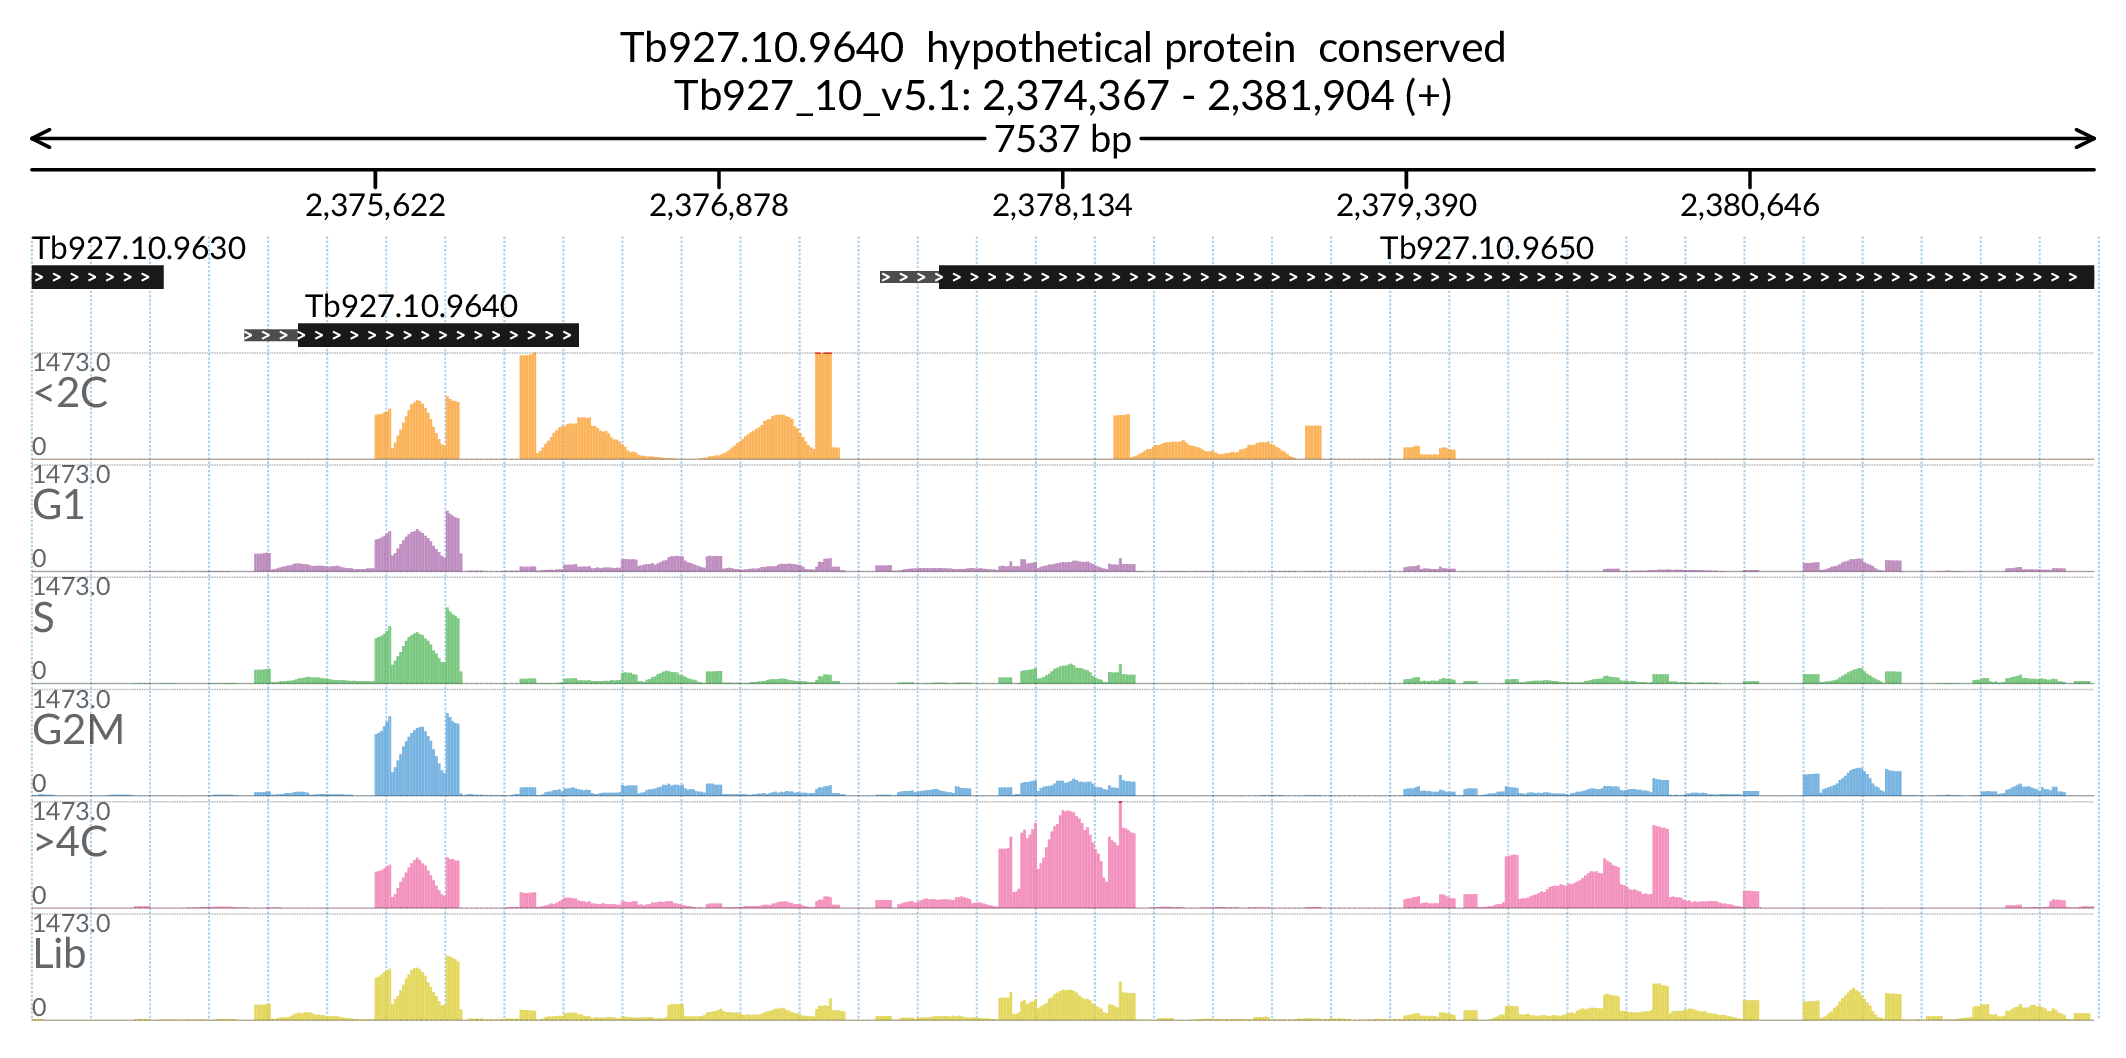 Tb927.10.9640 hypothetical protein conserved
Tb927_10_v5.1: 2,374,367 - 2,381,904 (+)
7537 bp
2,375,622 2,376,878 2,378,134 2,379,390 2,380,646
Tb927.10.9630 Tb927.10.9650
Tb927.10.9640
1473.0
<2C
0
1473.0
G1
0
1473.0
S
0
1473.0
G2M
0
1473.0
>4C
0
1473.0
Lib
0